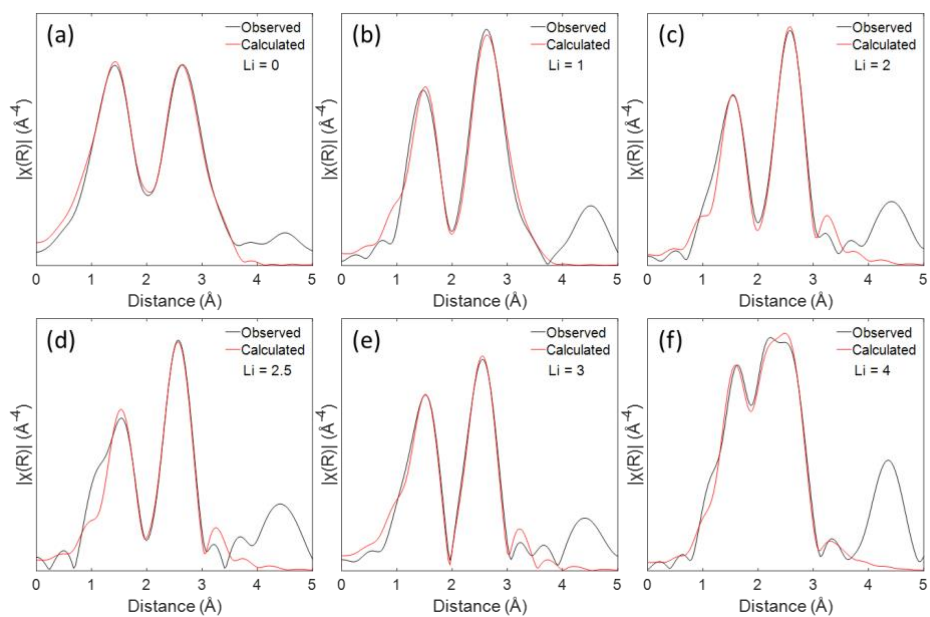 (a)
Observed
Calculated
Li = 0
|χ(R)| (Å⁻⁴)
0 1 2 3 4 5
Distance (Å)
(b)
Observed
Calculated
Li = 1
|χ(R)| (Å⁻⁴)
0 1 2 3 4 5
Distance (Å)
(c)
Observed
Calculated
Li = 2
|χ(R)| (Å⁻⁴)
0 1 2 3 4 5
Distance (Å)
(d)
Observed
Calculated
Li = 2.5
|χ(R)| (Å⁻⁴)
0 1 2 3 4 5
Distance (Å)
(e)
Observed
Calculated
Li = 3
|χ(R)| (Å⁻⁴)
0 1 2 3 4 5
Distance (Å)
(f)
Observed
Calculated
Li = 4
|χ(R)| (Å⁻⁴)
0 1 2 3 4 5
Distance (Å)